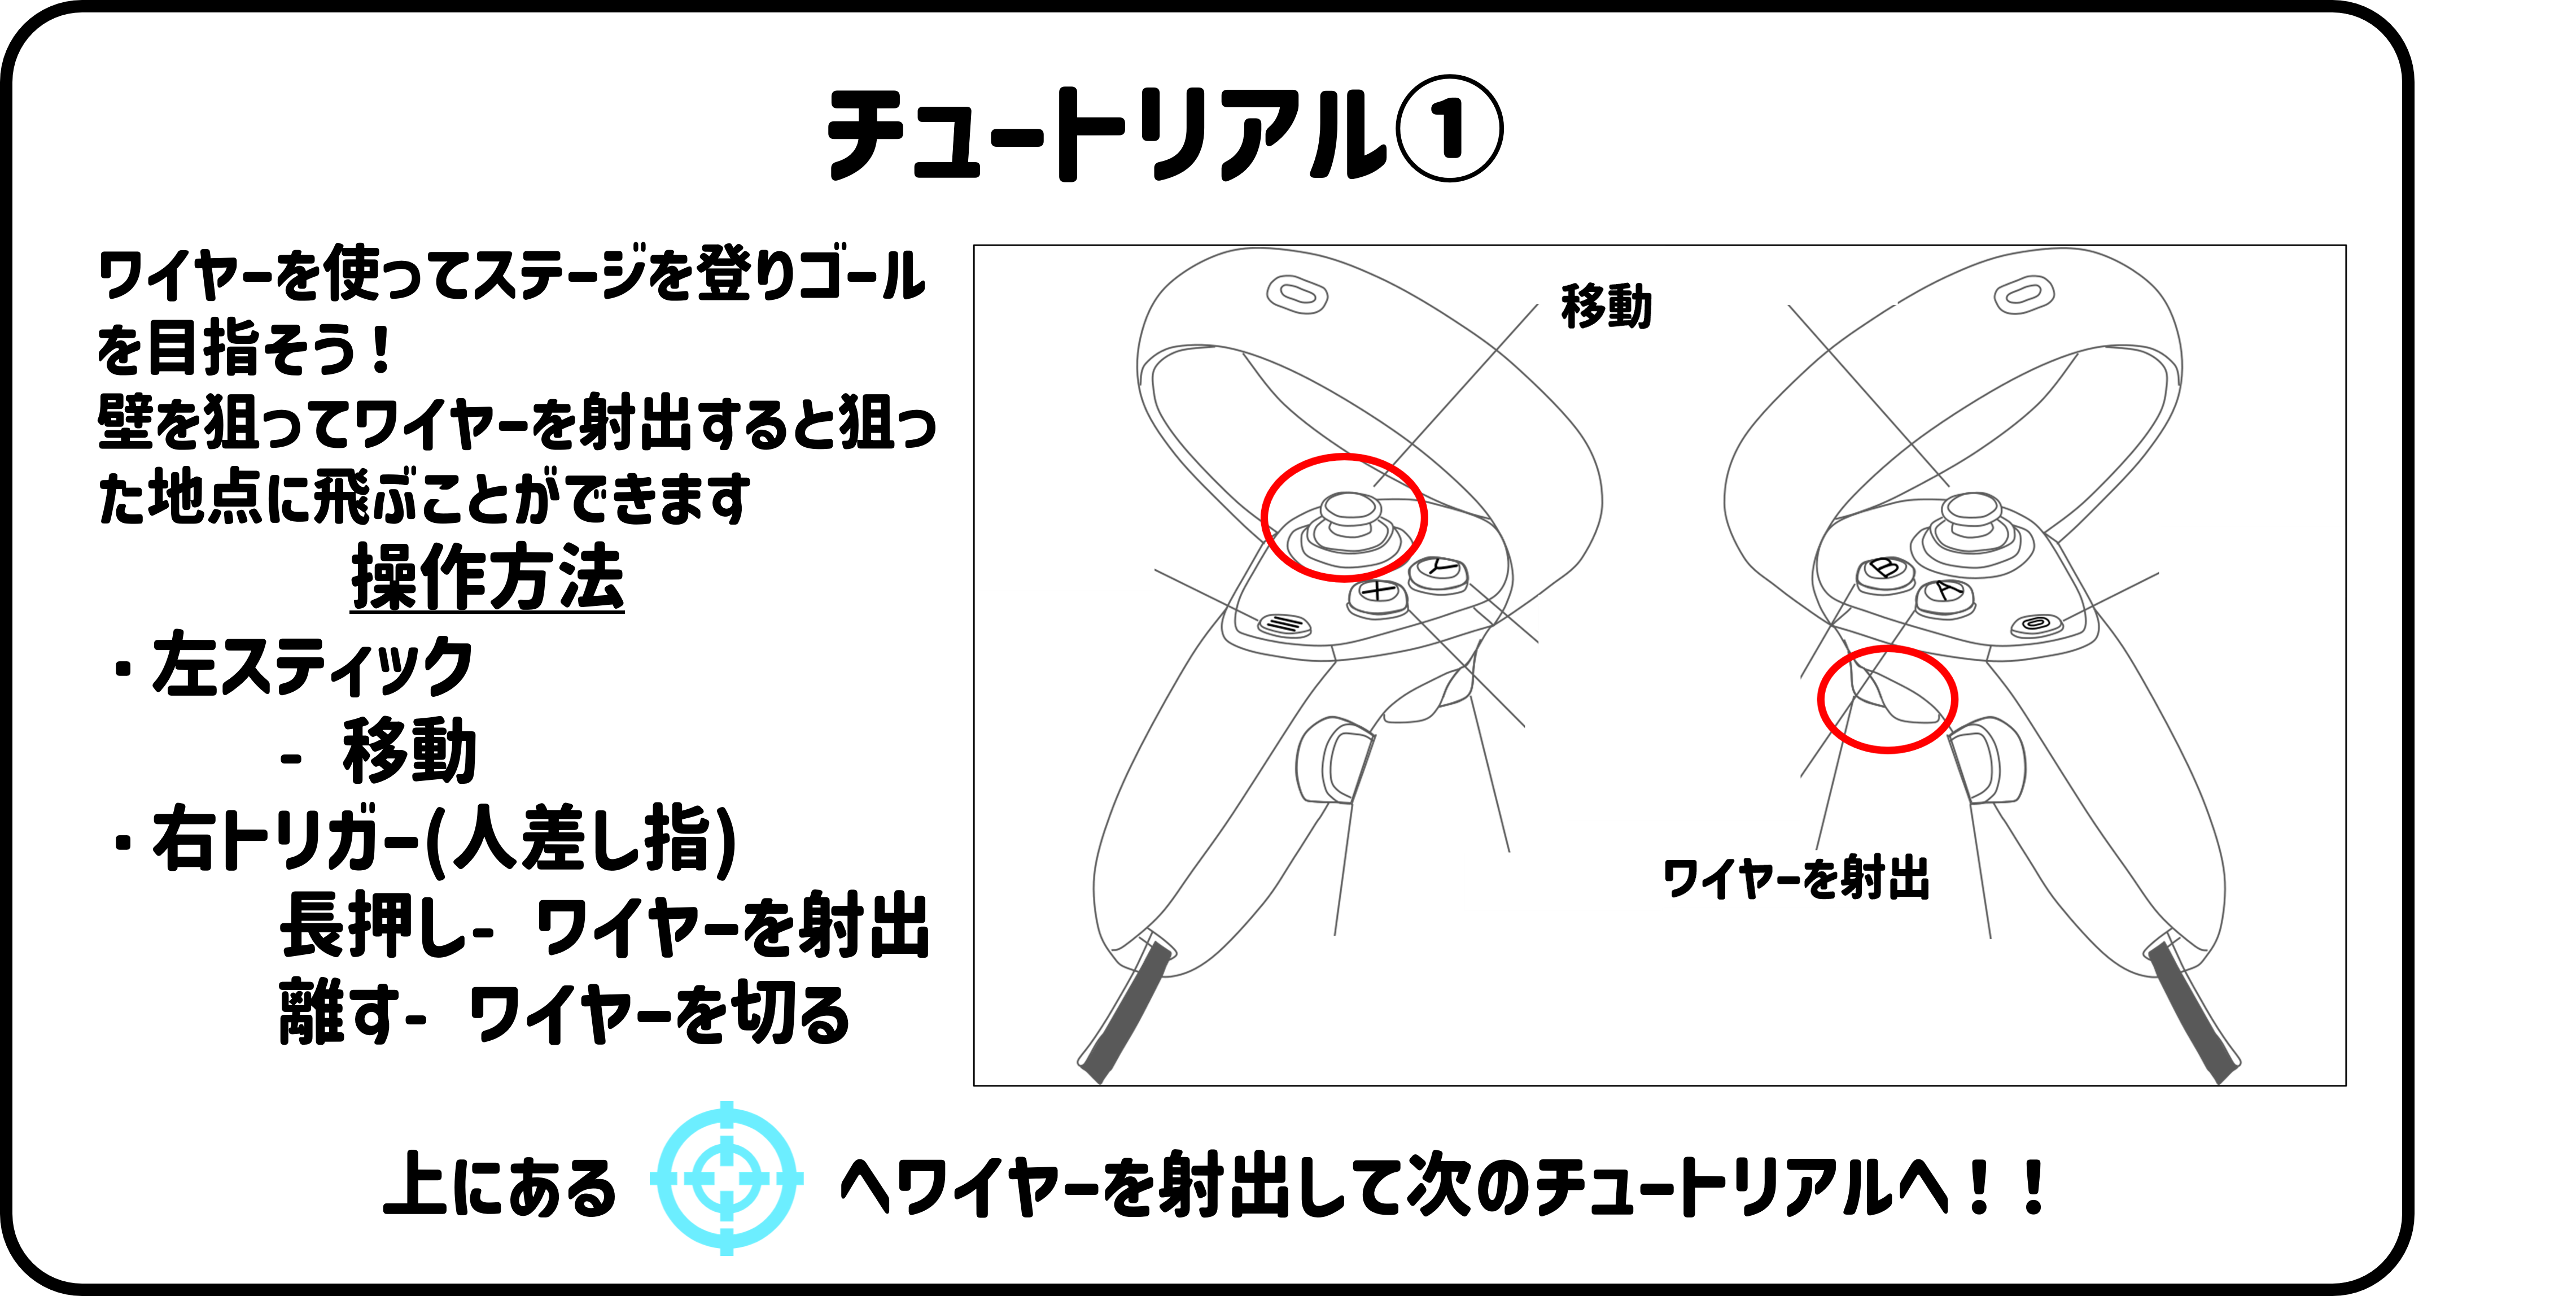 チュートリアル①
ワイヤーを使ってステージを登りゴール
を目指そう！
壁を狙ってワイヤーを射出すると狙っ
た地点に飛ぶことができます
操作方法
・左スティック
- 移動
・右トリガー(人差し指)
長押し- ワイヤーを射出
離す- ワイヤーを切る
移動
Y
X
B
A
ワイヤーを射出
上にある へワイヤーを射出して次のチュートリアルへ！！